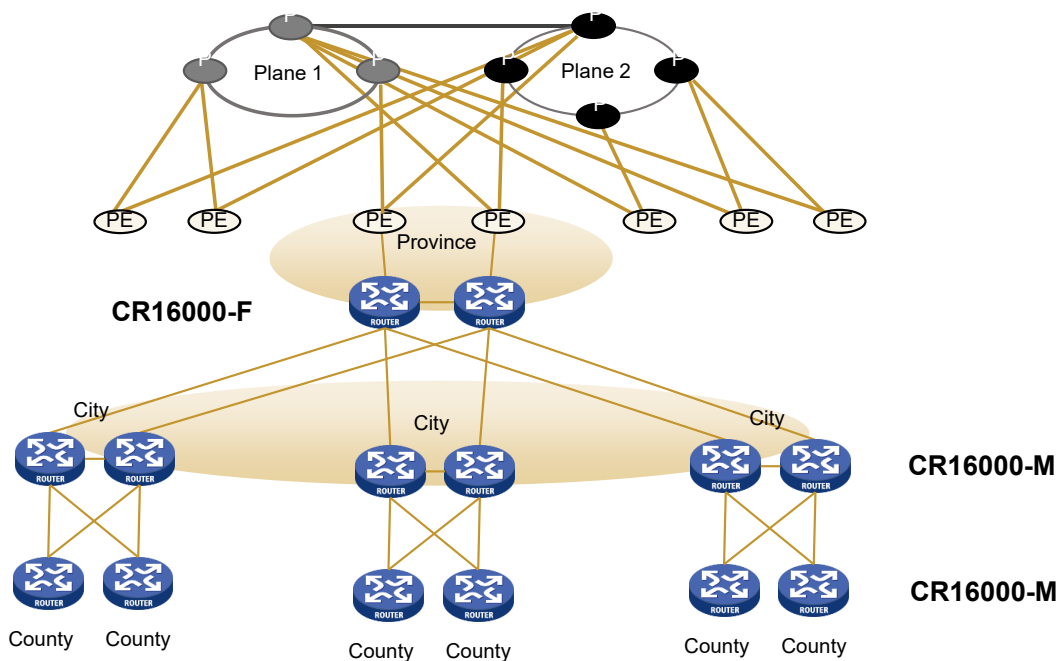 P
P
P
P
P
P
P
Plane 1
Plane 2
PE
PE
PE
PE
PE
PE
PE
Province
CR16000-F
ROUTER
ROUTER
City
City
City
ROUTER
ROUTER
ROUTER
ROUTER
ROUTER
ROUTER
CR16000-M
ROUTER
ROUTER
ROUTER
ROUTER
ROUTER
ROUTER
CR16000-M
County
County
County
County
County
County